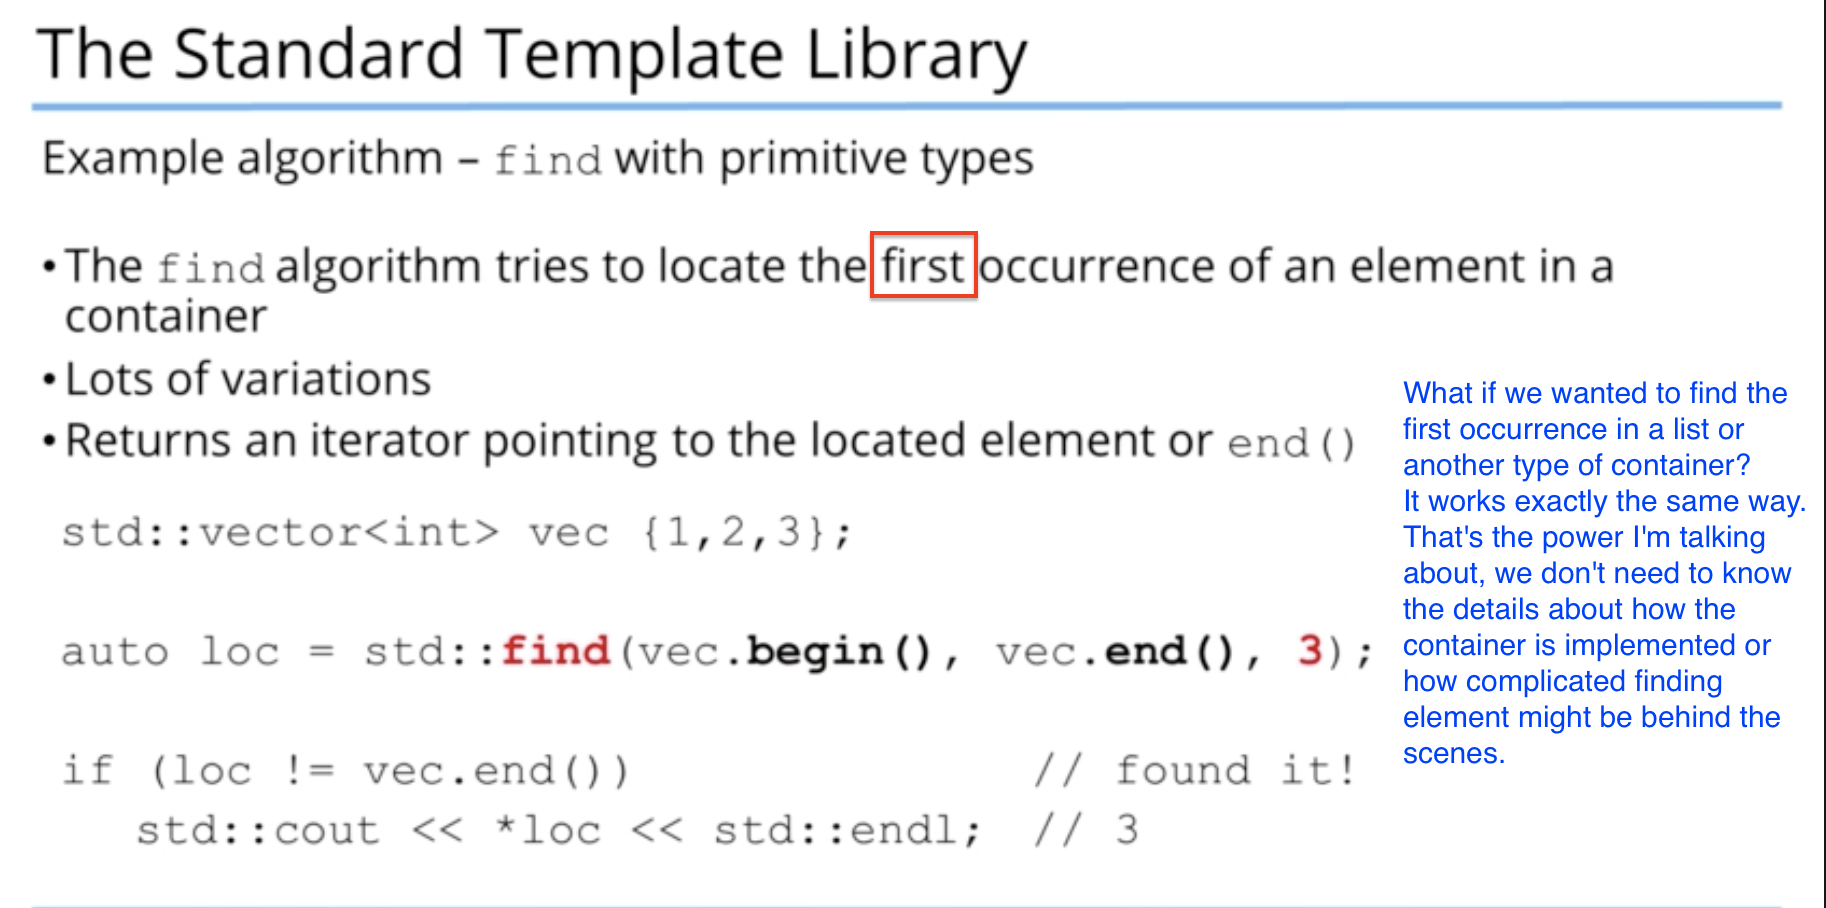 The Standard Template Library
Example algorithm – find with primitive types
• The find algorithm tries to locate the first occurrence of an element in a
container
• Lots of variations
• Returns an iterator pointing to the located element or end()
std::vector<int> vec {1,2,3};
auto loc = std::find(vec.begin(), vec.end(), 3);
if (loc != vec.end()) // found it!
std::cout << *loc << std::endl; // 3
What if we wanted to find the
first occurrence in a list or
another type of container?
It works exactly the same way.
That's the power I'm talking
about, we don't need to know
the details about how the
container is implemented or
how complicated finding
element might be behind the
scenes.